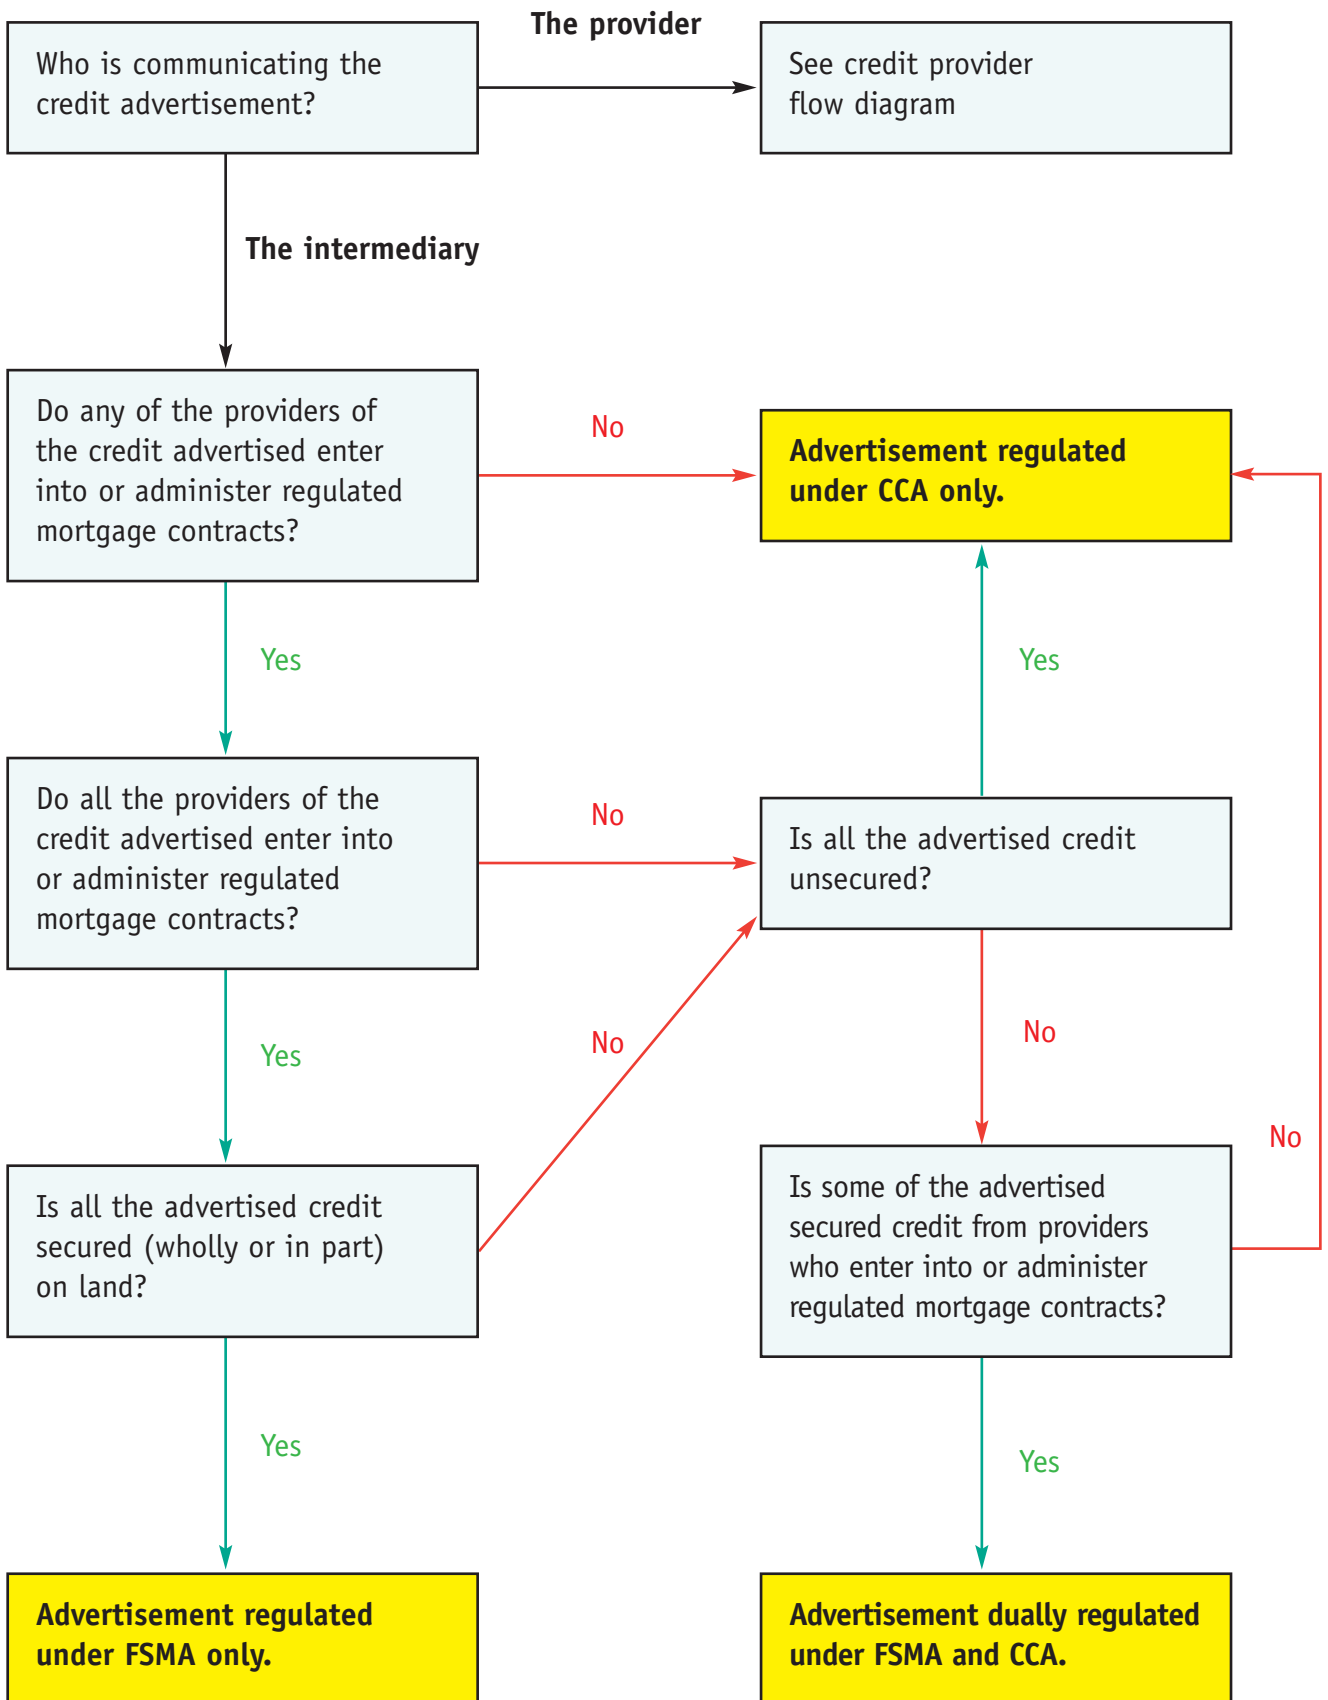 The provider
Who is communicating the
credit advertisement?
See credit provider
flow diagram
The intermediary
Do any of the providers of
the credit advertised enter
into or administer regulated
mortgage contracts?
No
Advertisement regulated
under CCA only.
Yes
Yes
Do all the providers of the
credit advertised enter into
or administer regulated
mortgage contracts?
No
Is all the advertised credit
unsecured?
Yes
No
No
No
Is all the advertised credit
secured (wholly or in part)
on land?
Is some of the advertised
secured credit from providers
who enter into or administer
regulated mortgage contracts?
Yes
Yes
Advertisement regulated
under FSMA only.
Advertisement dually regulated
under FSMA and CCA.